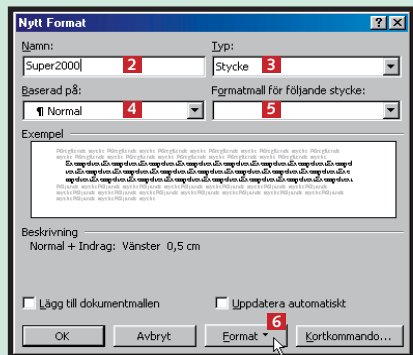 Nytt Format
Namn: Typ:
Super2000 2 Stycke 3
Baserad på: Formatmall för följande stycke:
¶ Normal 4 5
Exempel
Beskrivning
Normal + Indrag: Vänster 0,5 cm
Lägg till dokumentmallen Uppdatera automatiskt
6
OK Avbryt Format Kortkommando...